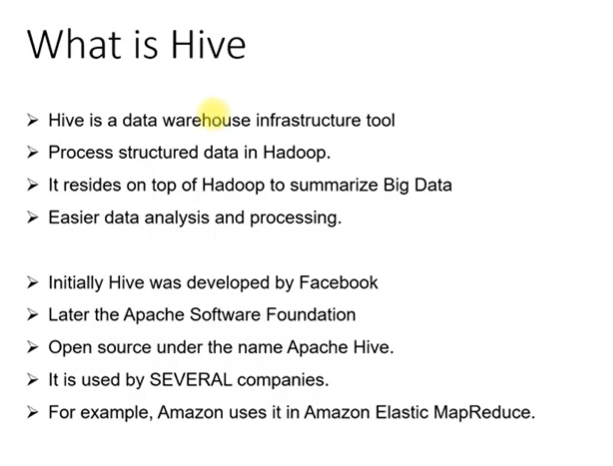 What is Hive
➢ Hive is a data warehouse infrastructure tool
➢ Process structured data in Hadoop.
➢ It resides on top of Hadoop to summarize Big Data
➢ Easier data analysis and processing.
➢ Initially Hive was developed by Facebook
➢ Later the Apache Software Foundation
➢ Open source under the name Apache Hive.
➢ It is used by SEVERAL companies.
➢ For example, Amazon uses it in Amazon Elastic MapReduce.